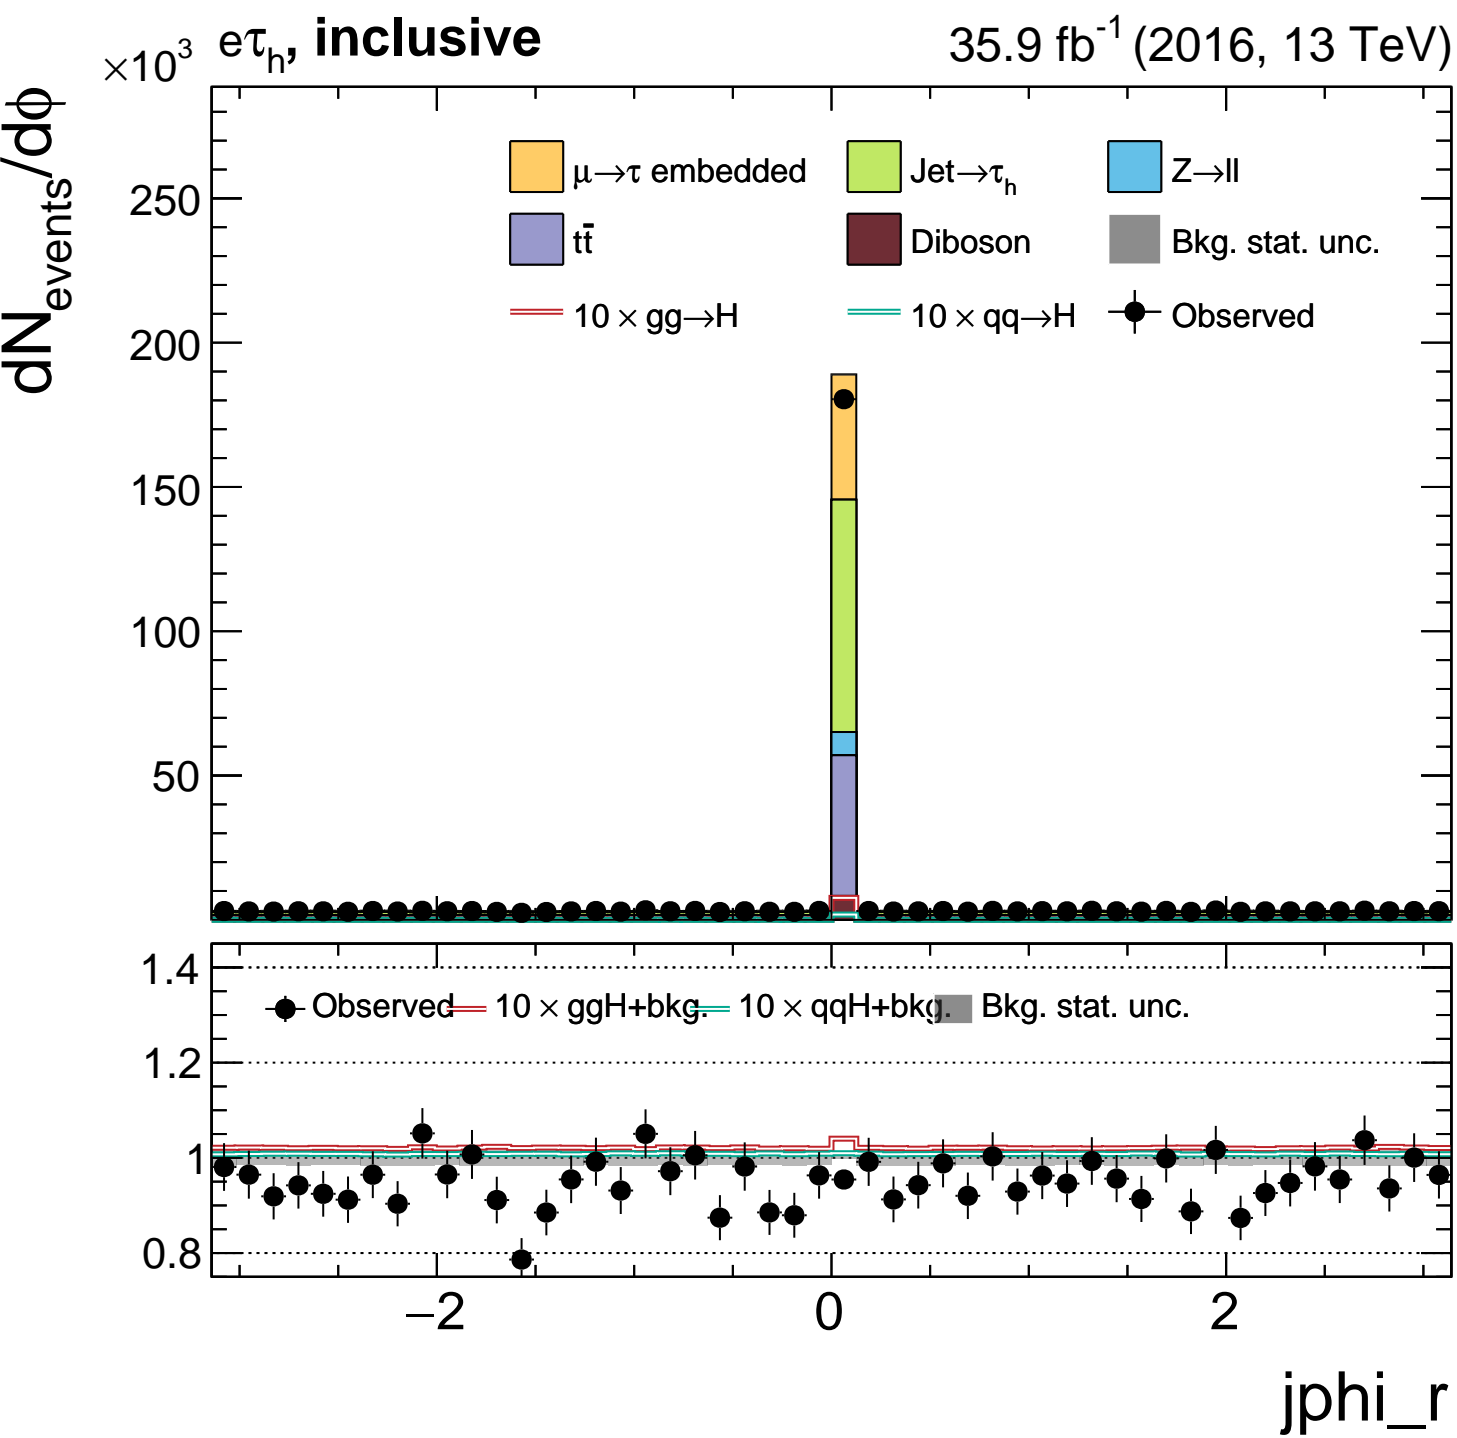 ×10³ eτₕ, inclusive 35.9 fb⁻¹ (2016, 13 TeV)
dN_events/dϕ
250
200
150
100
50
μ→τ embedded Jet→τₕ Z→ll
tt̄ Diboson Bkg. stat. unc.
10 × gg→H 10 × qq→H Observed
1.4
1.2
1
0.8
Observed 10 × ggH+bkg. 10 × qqH+bkg. Bkg. stat. unc.
−2 0 2
jphi_r